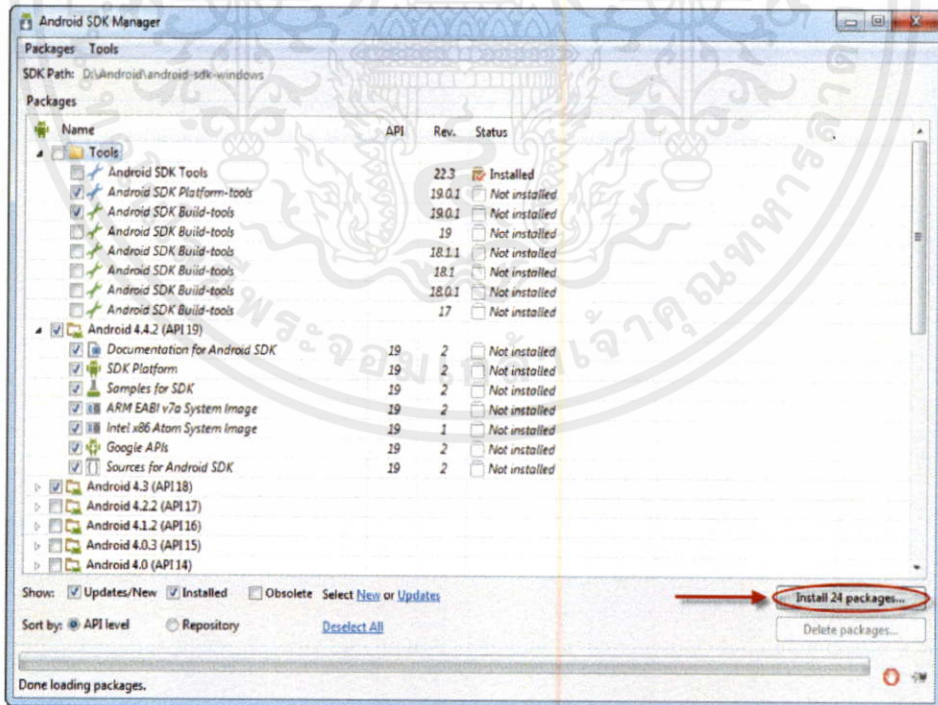 Android SDK Manager
Packages Tools
SDK Path: D:\Android\android-sdk-windows
Packages
Name API Rev. Status
Tools
Android SDK Tools 22.3 Installed
Android SDK Platform-tools 19.0.1 Not installed
Android SDK Build-tools 19.0.1 Not installed
Android SDK Build-tools 19 Not installed
Android SDK Build-tools 18.1.1 Not installed
Android SDK Build-tools 18.1 Not installed
Android SDK Build-tools 18.0.1 Not installed
Android SDK Build-tools 17 Not installed
Android 4.4.2 (API 19)
Documentation for Android SDK 19 2 Not installed
SDK Platform 19 2 Not installed
Samples for SDK 19 2 Not installed
ARM EABI v7a System Image 19 2 Not installed
Intel x86 Atom System Image 19 1 Not installed
Google APIs 19 2 Not installed
Sources for Android SDK 19 2 Not installed
Android 4.3 (API 18)
Android 4.2.2 (API 17)
Android 4.1.2 (API 16)
Android 4.0.3 (API 15)
Android 4.0 (API 14)
Show: Updates/New Installed Obsolete Select New or Updates
Install 24 packages...
Sort by: API level Repository Deselect All
Delete packages...
Done loading packages.